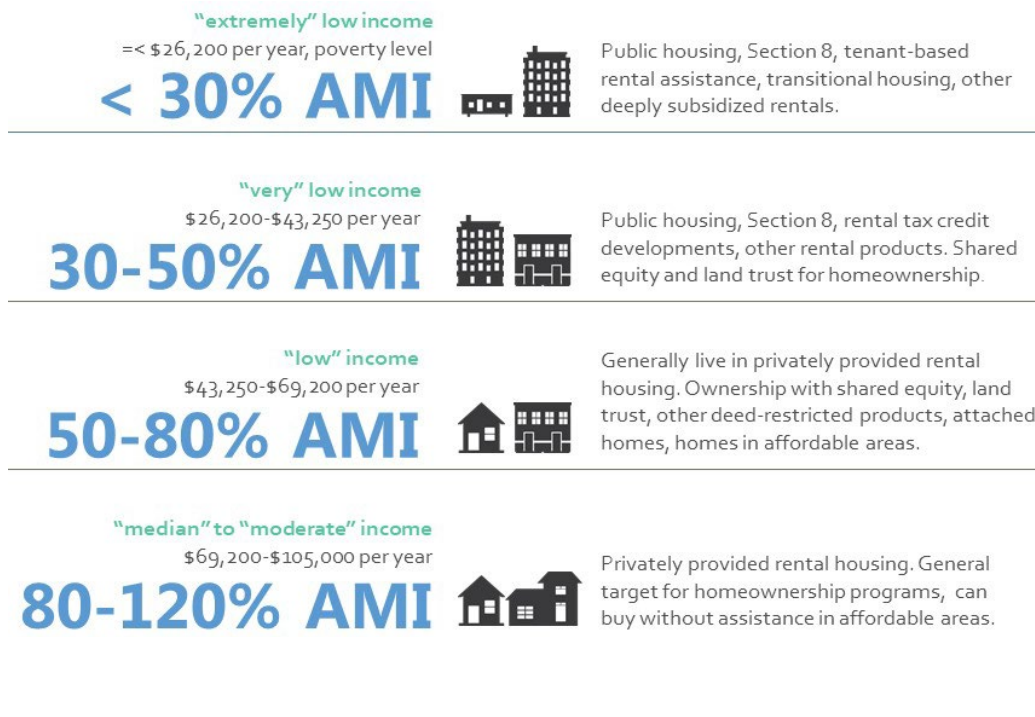 “extremely” low income
=< $26,200 per year, poverty level
< 30% AMI
Public housing, Section 8, tenant-based
rental assistance, transitional housing, other
deeply subsidized rentals.
“very” low income
$26,200-$43,250 per year
30-50% AMI
Public housing, Section 8, rental tax credit
developments, other rental products. Shared
equity and land trust for homeownership.
“low” income
$43,250-$69,200 per year
50-80% AMI
Generally live in privately provided rental
housing. Ownership with shared equity, land
trust, other deed-restricted products, attached
homes, homes in affordable areas.
“median” to “moderate” income
$69,200-$105,000 per year
80-120% AMI
Privately provided rental housing. General
target for homeownership programs, can
buy without assistance in affordable areas.